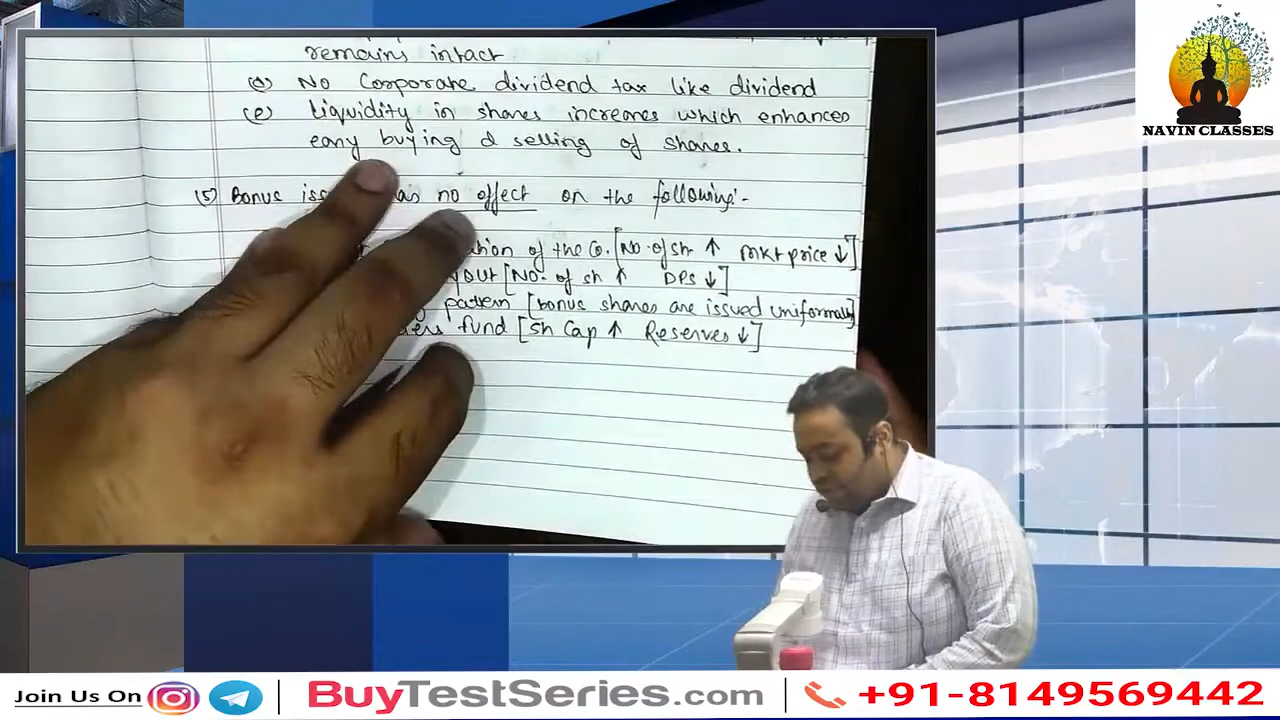 remains intact
(d) No Corporate dividend tax like dividend
(e) liquidity in shares increases which enhances
easy buying & selling of shares.
(5) Bonus has no effect on the following:-
of the Co. [No. of sh ↑ Mkt price ↓]
[No. of sh ↑ DPS ↓]
pattern [bonus shares are issued uniformally]
fund [Sh Cap ↑ Reserves ↓]
NAVIN CLASSES
Join Us On BuyTestSeries.com +91-8149569442